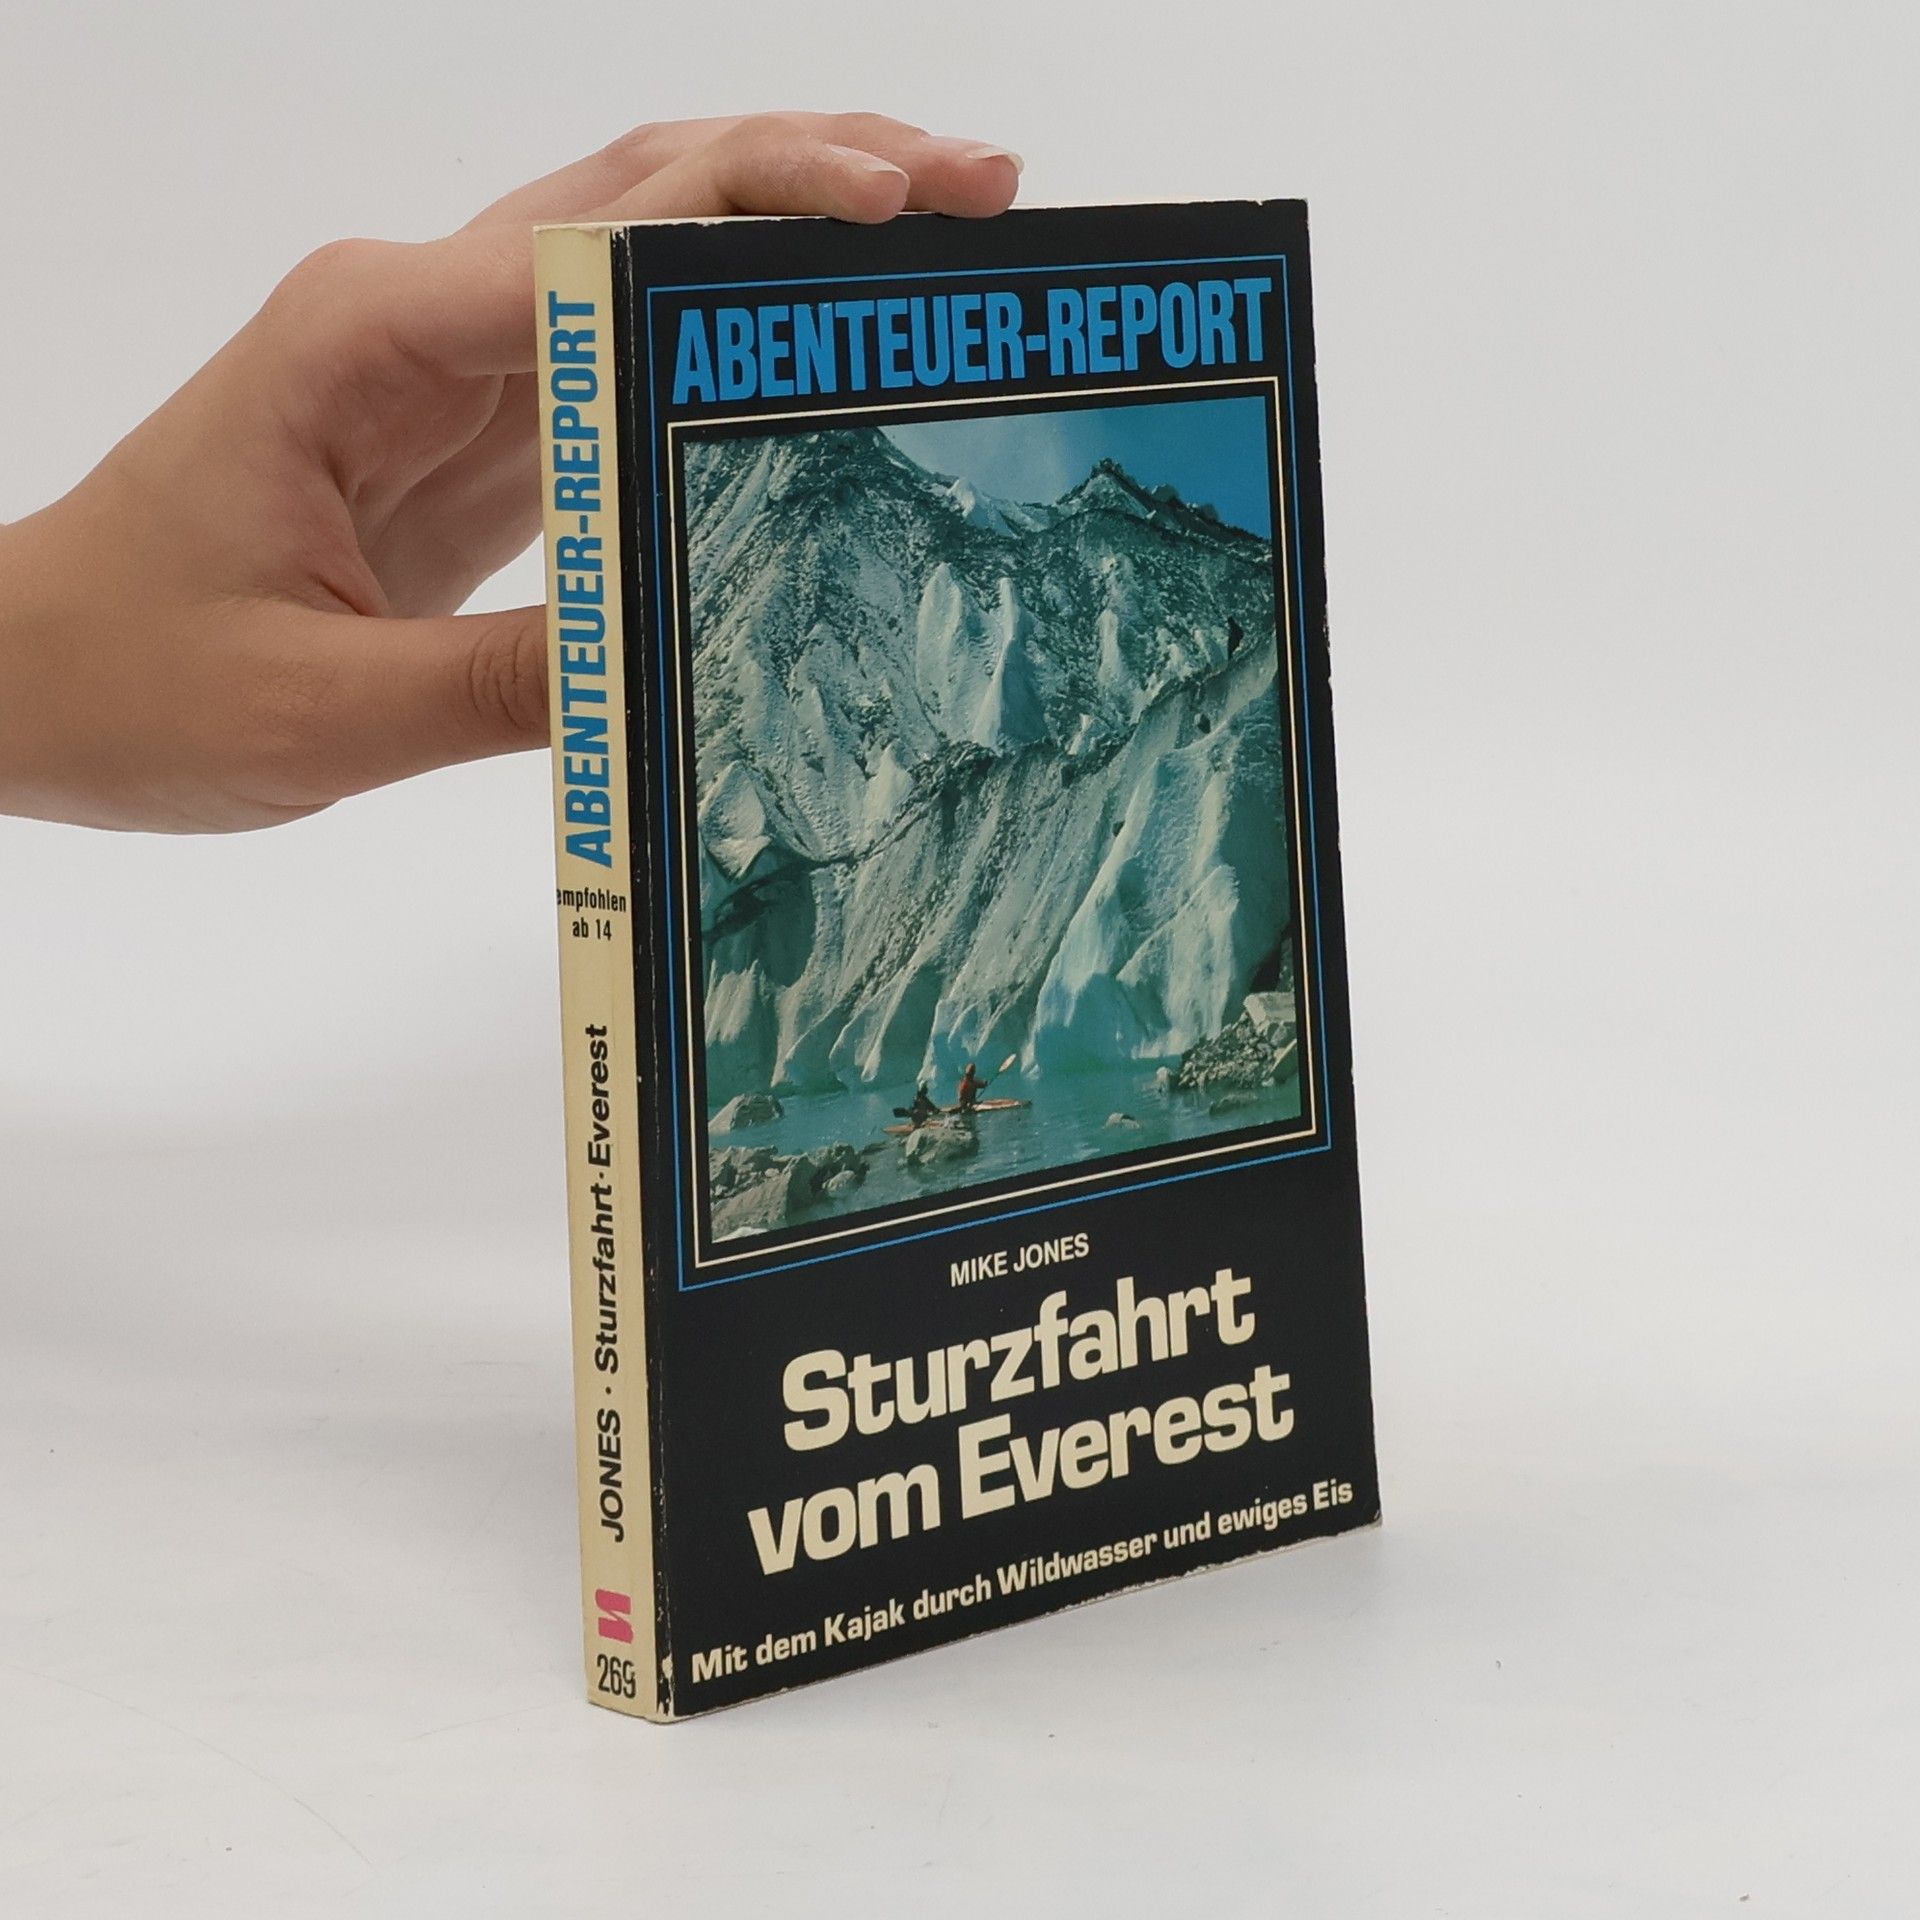 ABENTEUER-REPORT
empfohlen
ab 14
JONES · Sturzfahrt · Everest
269
ABENTEUER-REPORT
MIKE JONES
Sturzfahrt
vom Everest
Mit dem Kajak durch Wildwasser und ewiges Eis